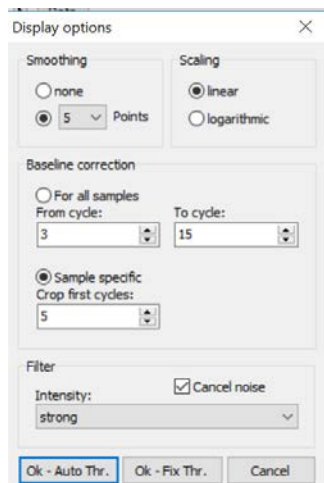 Display options
Smoothing
none
5 Points
Scaling
linear
logarithmic
Baseline correction
For all samples
From cycle: To cycle:
3 15
Sample specific
Crop first cycles:
5
Filter
Intensity: Cancel noise
strong
Ok - Auto Thr. Ok - Fix Thr. Cancel